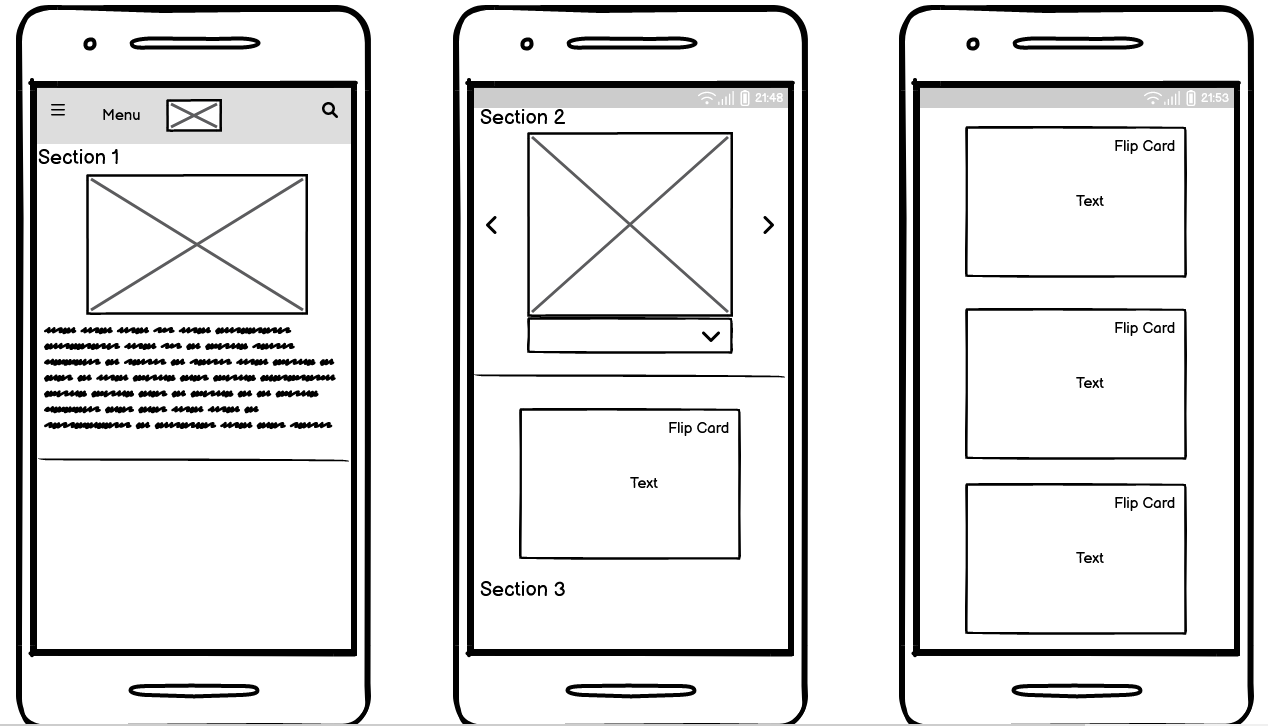 Menu
Section 1
21:48
Section 2
Flip Card
Text
Section 3
21:53
Flip Card
Text
Flip Card
Text
Flip Card
Text